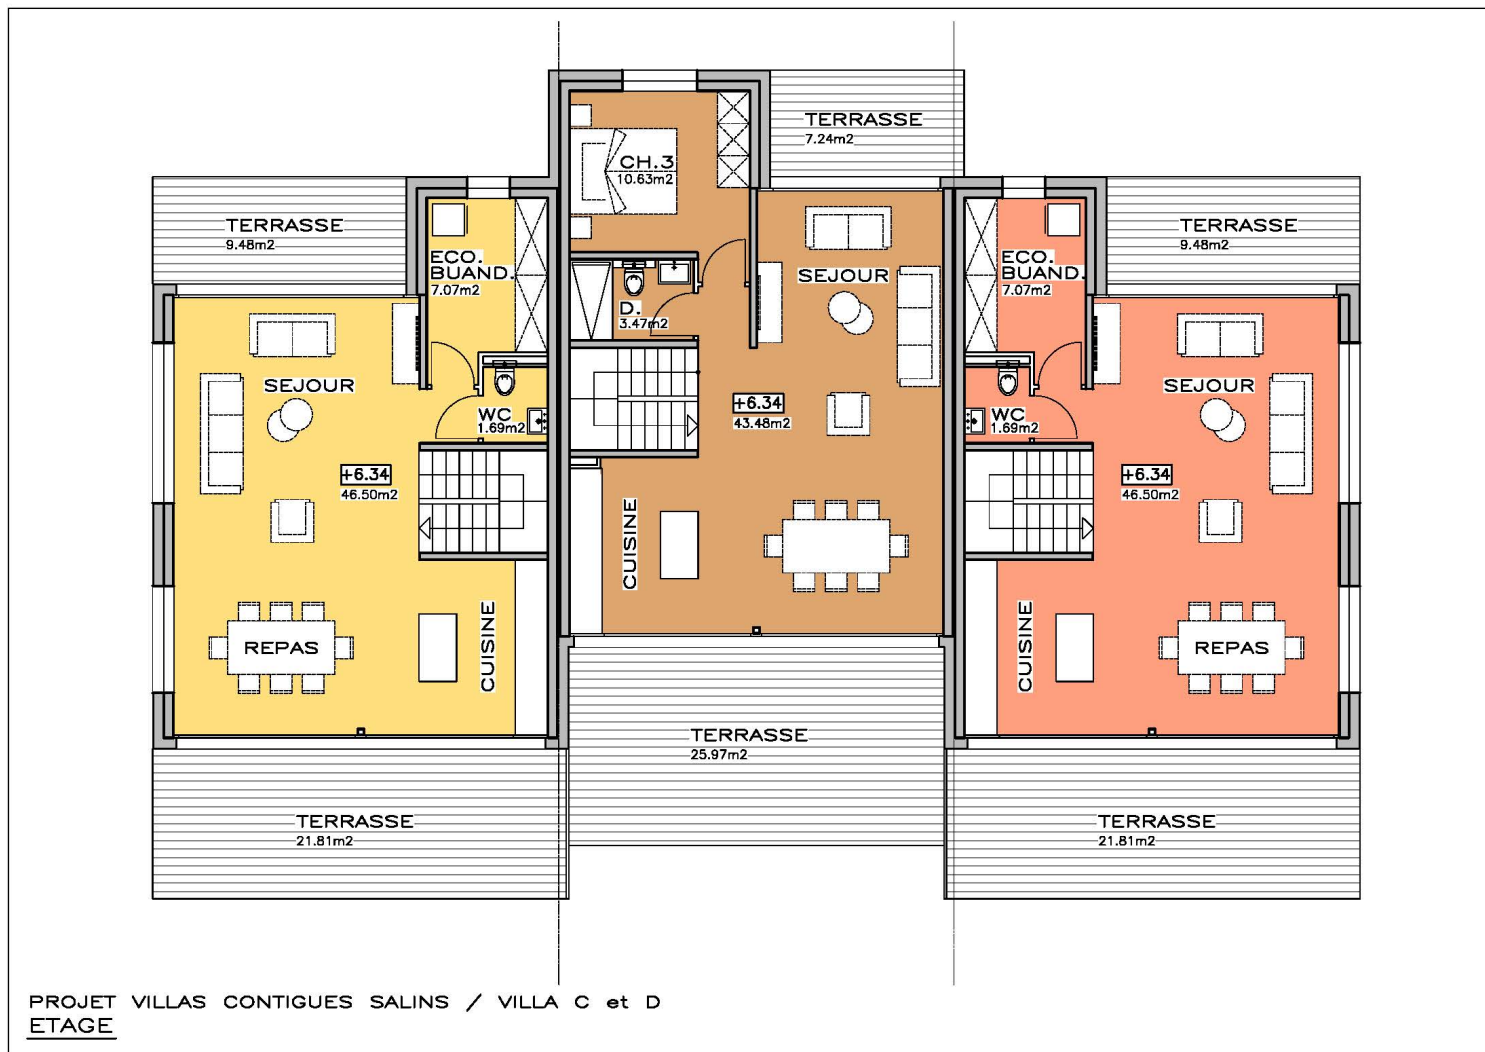 TERRASSE
7.24m2
CH.3
10.63m2
TERRASSE
9.48m2
TERRASSE
9.48m2
ECO.
BUAND.
7.07m2
SEJOUR
ECO.
BUAND.
7.07m2
D.
3.47m2
SEJOUR
SEJOUR
WC
1.69m2
+6.34
43.48m2
WC
1.69m2
+6.34
46.50m2
+6.34
46.50m2
CUISINE
REPAS
CUISINE
CUISINE
REPAS
TERRASSE
25.97m2
TERRASSE
21.81m2
TERRASSE
21.81m2
PROJET VILLAS CONTIGUES SALINS / VILLA C et D
ETAGE